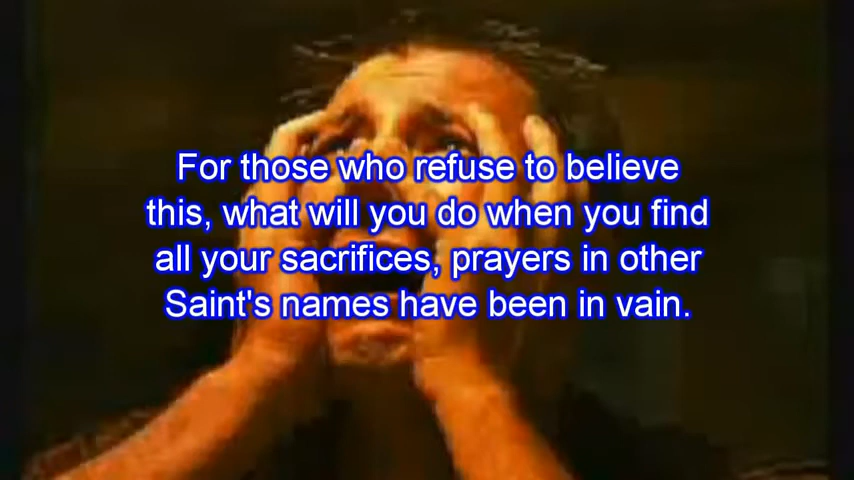 For those who refuse to believe
this, what will you do when you find
all your sacrifices, prayers in other
Saint's names have been in vain.